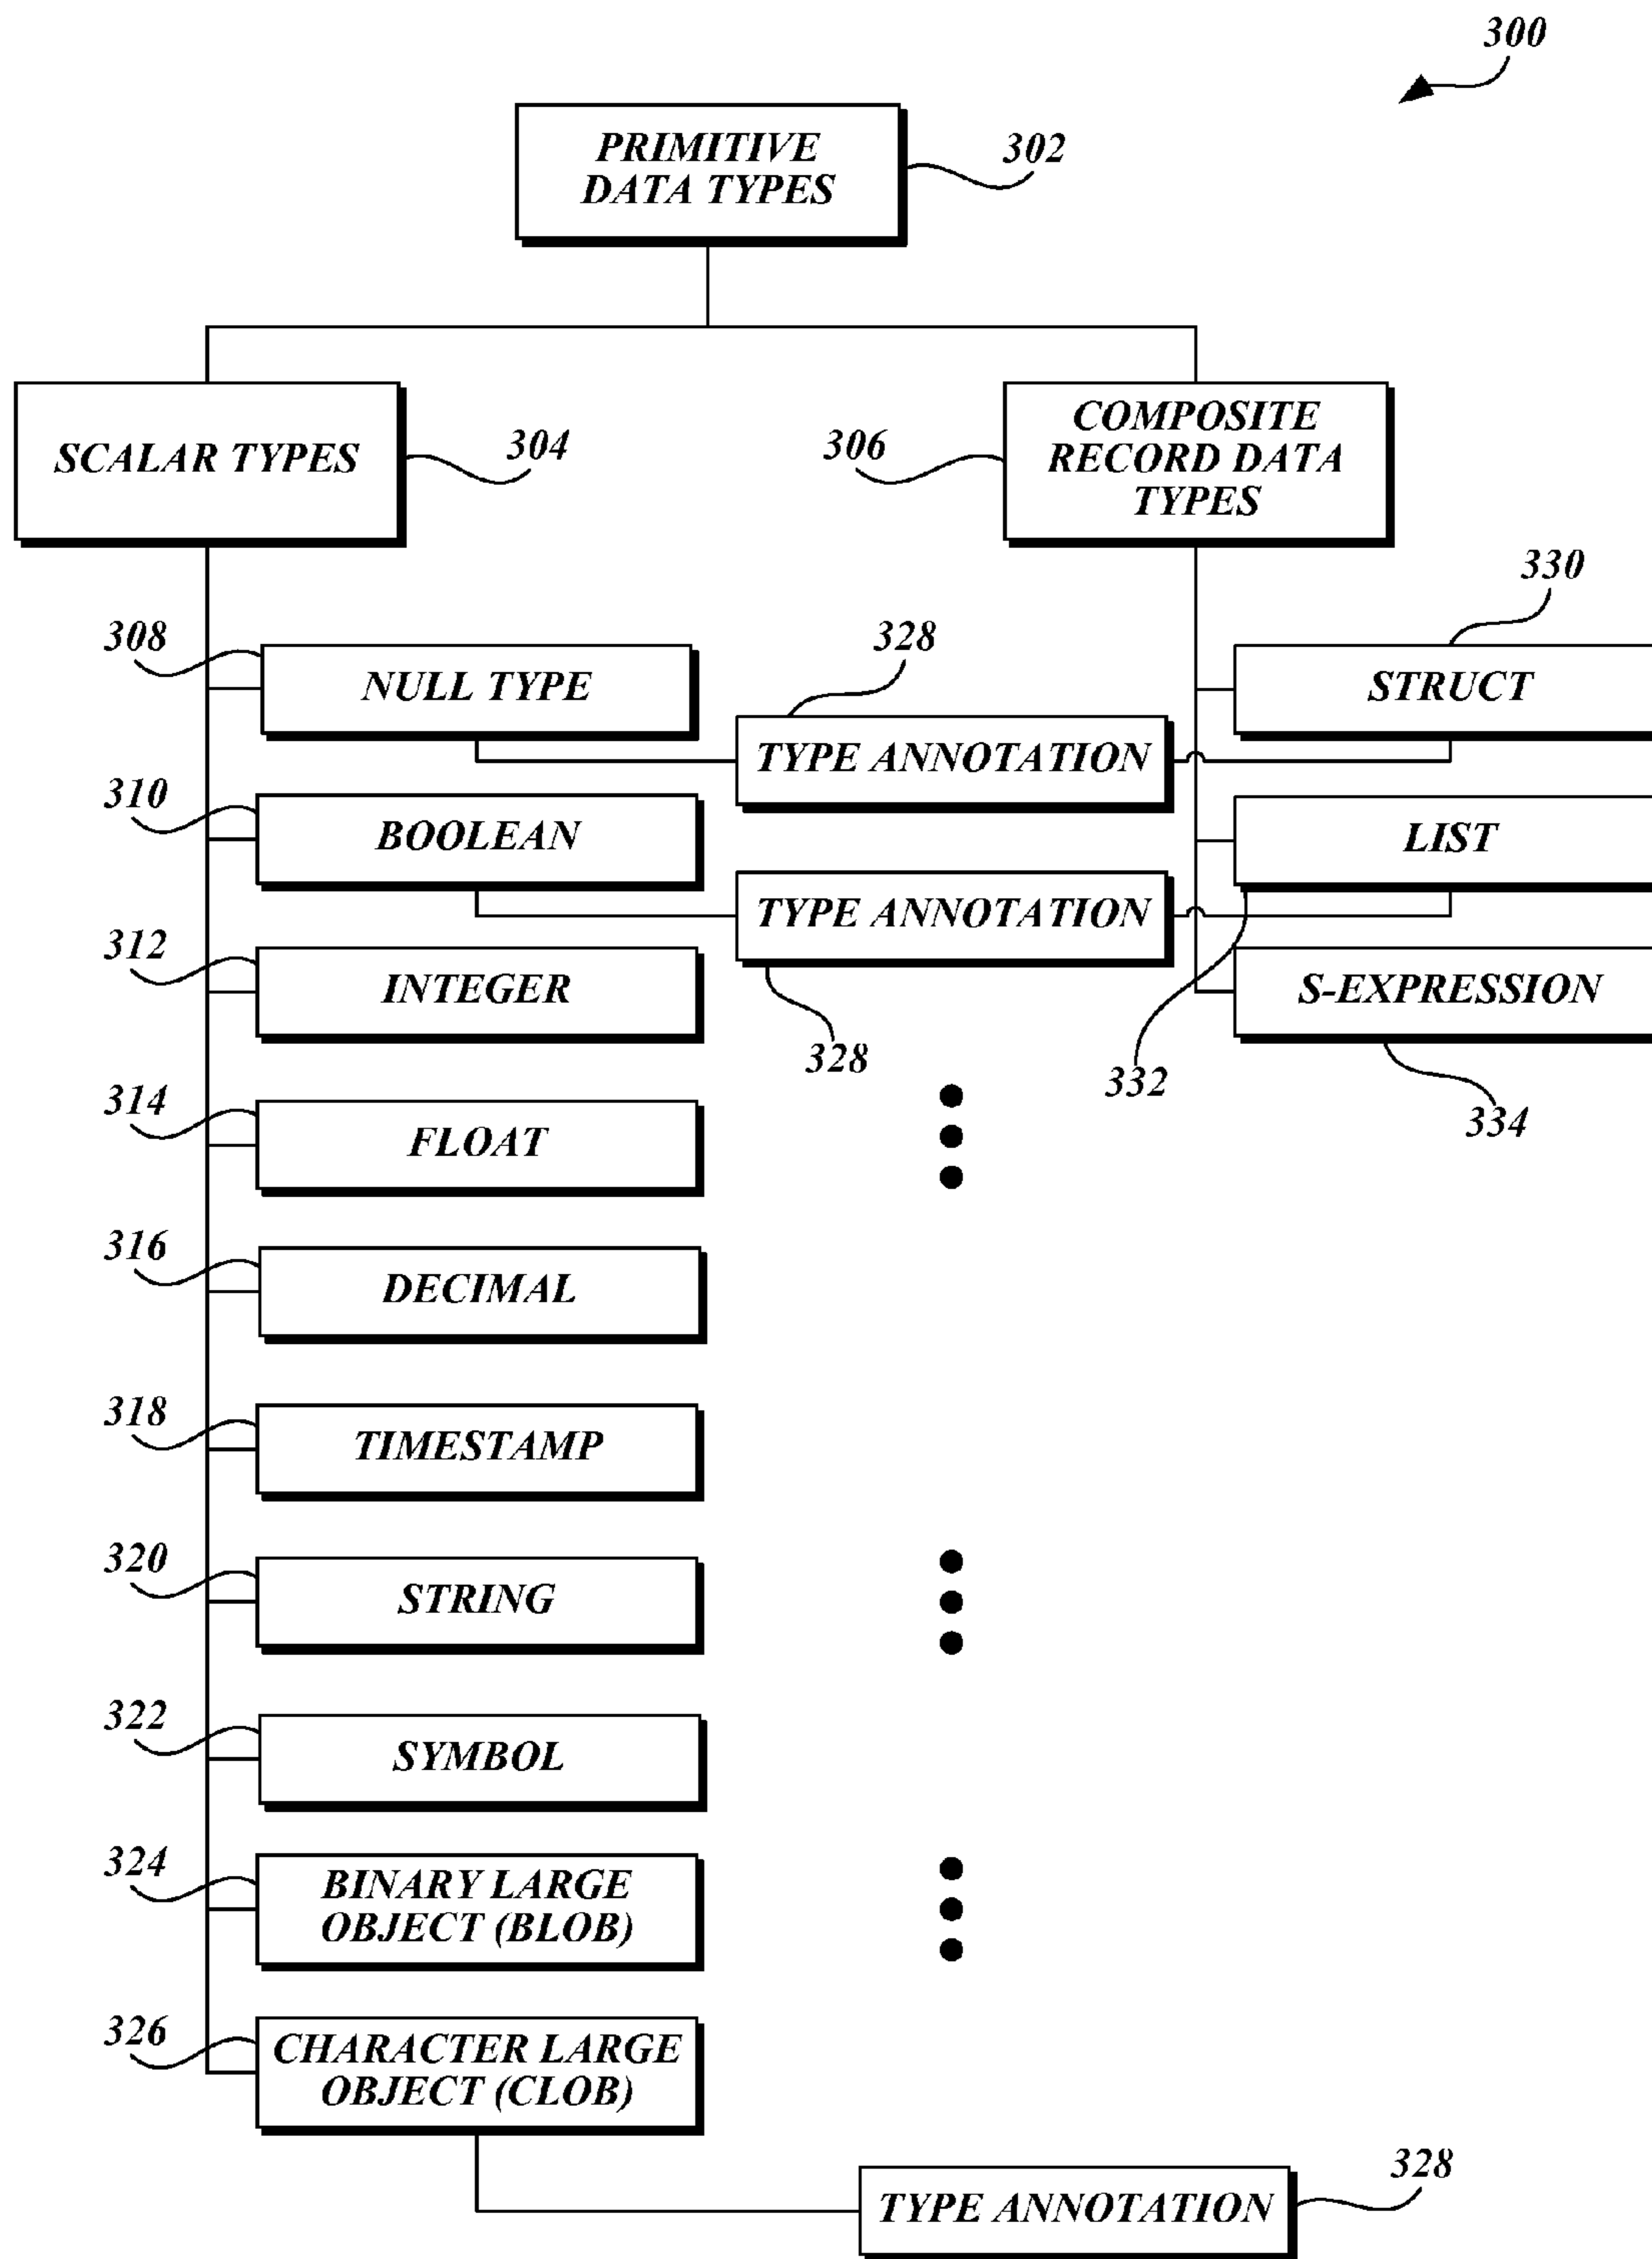 300
PRIMITIVE
DATA TYPES
302
SCALAR TYPES
304
306
COMPOSITE
RECORD DATA
TYPES
330
308
NULL TYPE
328
STRUCT
TYPE ANNOTATION
310
BOOLEAN
LIST
TYPE ANNOTATION
312
INTEGER
S-EXPRESSION
328
332
334
314
FLOAT
316
DECIMAL
318
TIMESTAMP
320
STRING
322
SYMBOL
324
BINARY LARGE
OBJECT (BLOB)
326
CHARACTER LARGE
OBJECT (CLOB)
328
TYPE ANNOTATION